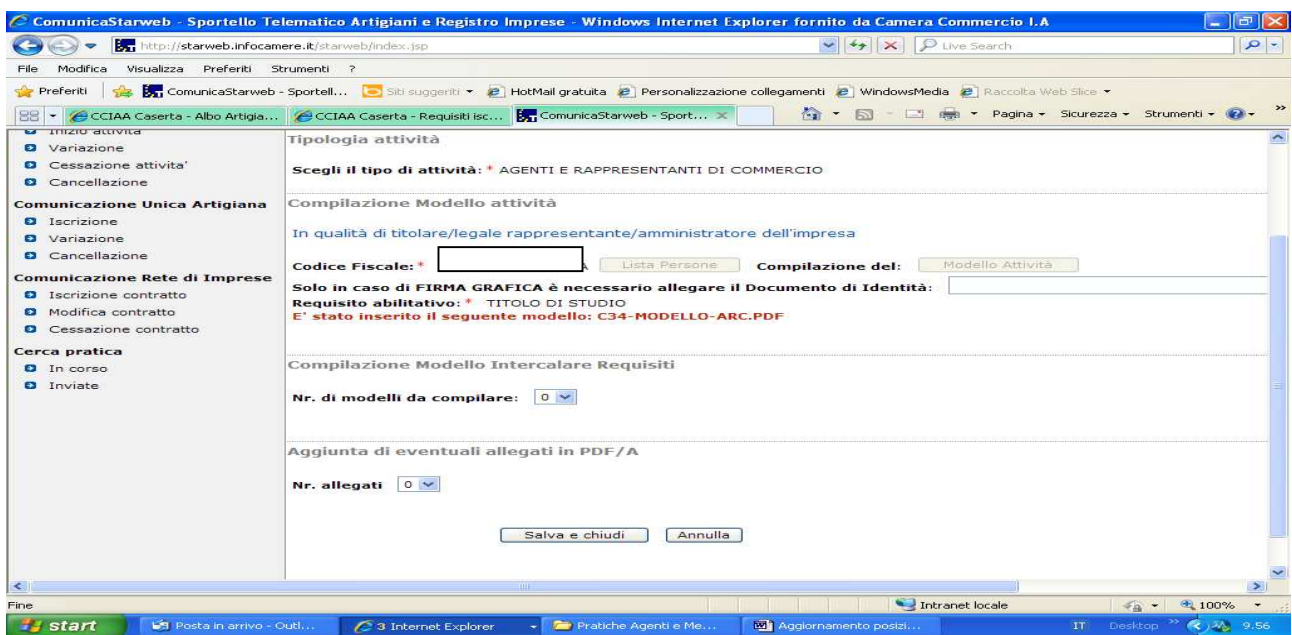 ComunicaStarweb - Sportello Telematico Artigiani e Registro Imprese - Windows Internet Explorer fornito da Camera Commercio I.A
http://starweb.infocamere.it/starweb/index.jsp
Live Search
File Modifica Visualizza Preferiti Strumenti ?
Preferiti ComunicaStarweb - Sportell... Siti suggeriti HotMail gratuita Personalizzazione collegamenti WindowsMedia Raccolta Web Slice
CCIAA Caserta - Albo Artigia... CCIAA Caserta - Requisiti isc... ComunicaStarweb - Sport... Pagina Sicurezza Strumenti
Inizio attività
Variazione
Cessazione attivita'
Cancellazione
Comunicazione Unica Artigiana
Iscrizione
Variazione
Cancellazione
Comunicazione Rete di Imprese
Iscrizione contratto
Modifica contratto
Cessazione contratto
Cerca pratica
In corso
Inviate
Tipologia attività
Scegli il tipo di attività: * AGENTI E RAPPRESENTANTI DI COMMERCIO
Compilazione Modello attività
In qualità di titolare/legale rappresentante/amministratore dell'impresa
Codice Fiscale: * Lista Persone Compilazione del: Modello Attività
Solo in caso di FIRMA GRAFICA è necessario allegare il Documento di Identità:
Requisito abilitativo: * TITOLO DI STUDIO
E' stato inserito il seguente modello: C34-MODELLO-ARC.PDF
Compilazione Modello Intercalare Requisiti
Nr. di modelli da compilare: 0
Aggiunta di eventuali allegati in PDF/A
Nr. allegati 0
Salva e chiudi Annulla
Fine Intranet locale 100%
start Posta in arrivo - Outl... 3 Internet Explorer Pratiche Agenti e Me... Aggiornamento posizi... IT Desktop 9.56